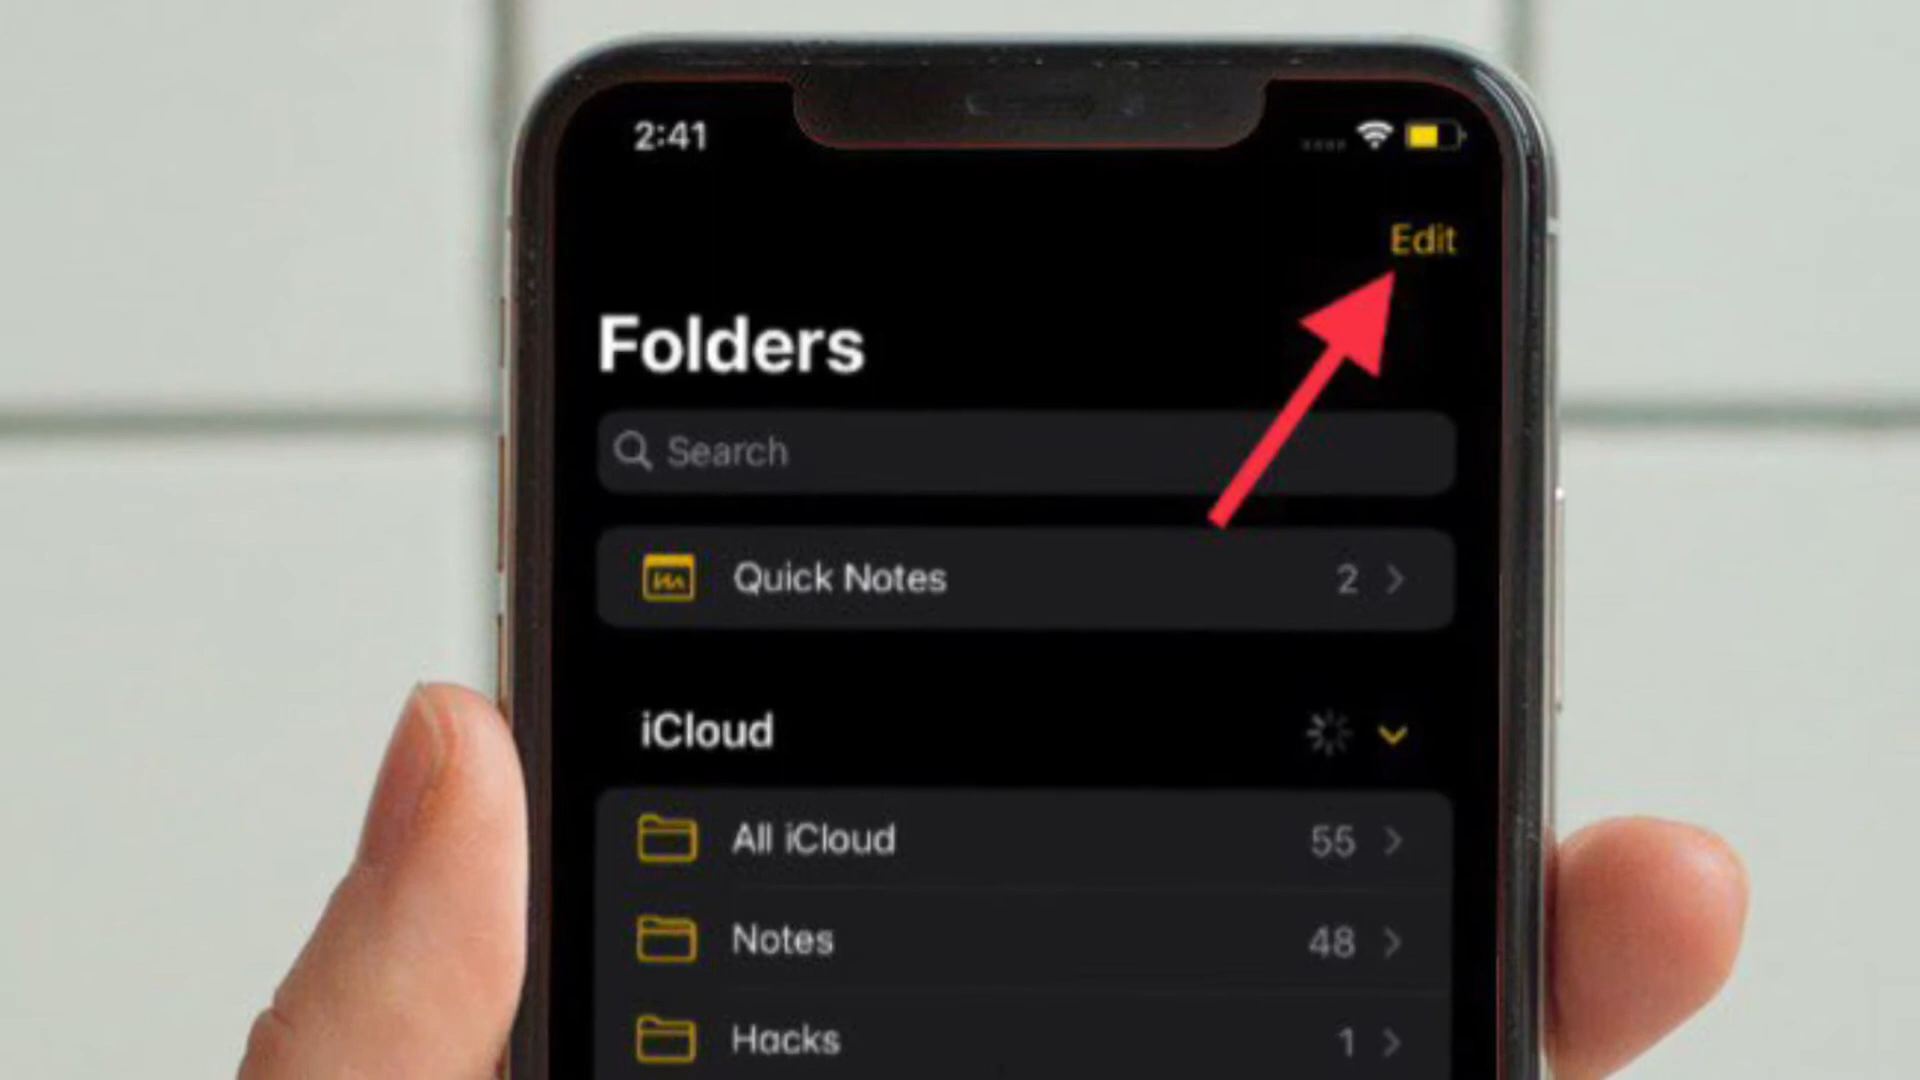 2:41
Edit
Folders
Search
Quick Notes 2
iCloud
All iCloud 55
Notes 48
Hacks 1